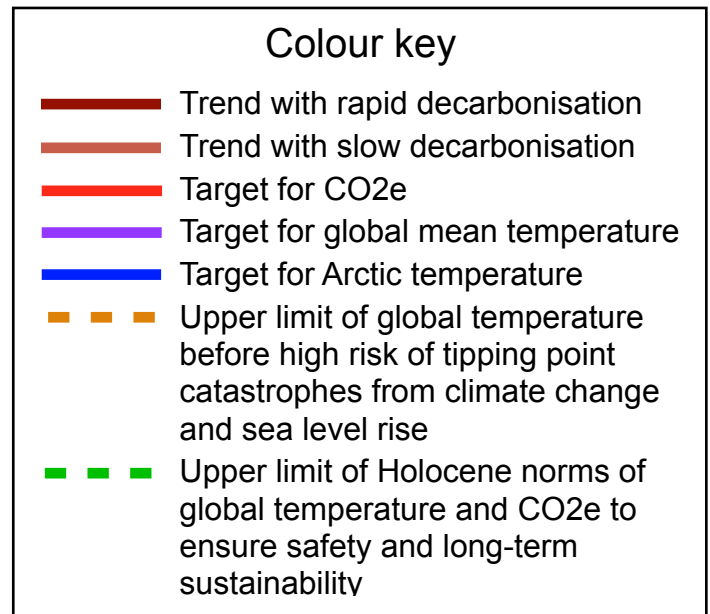 Colour key
Trend with rapid decarbonisation
Trend with slow decarbonisation
Target for CO2e
Target for global mean temperature
Target for Arctic temperature
Upper limit of global temperature
before high risk of tipping point
catastrophes from climate change
and sea level rise
Upper limit of Holocene norms of
global temperature and CO2e to
ensure safety and long-term
sustainability